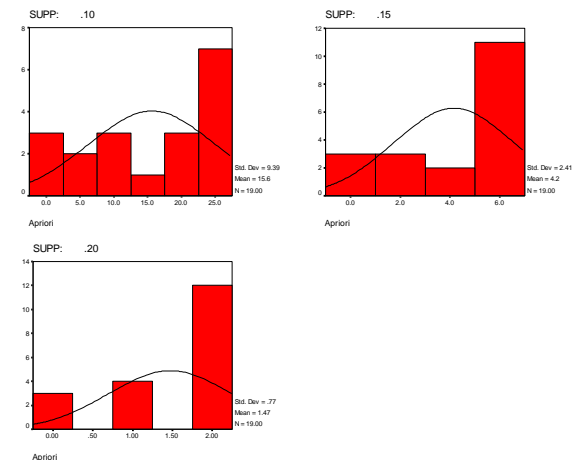 SUPP: .10
8
6
4
2
0
0.0 5.0 10.0 15.0 20.0 25.0
Std. Dev = 9.39
Mean = 15.6
N = 19.00
Apriori
SUPP: .15
12
10
8
6
4
2
0
0.0 2.0 4.0 6.0
Std. Dev = 2.41
Mean = 4.2
N = 19.00
Apriori
SUPP: .20
14
12
10
8
6
4
2
0
0.00 .50 1.00 1.50 2.00
Std. Dev = .77
Mean = 1.47
N = 19.00
Apriori